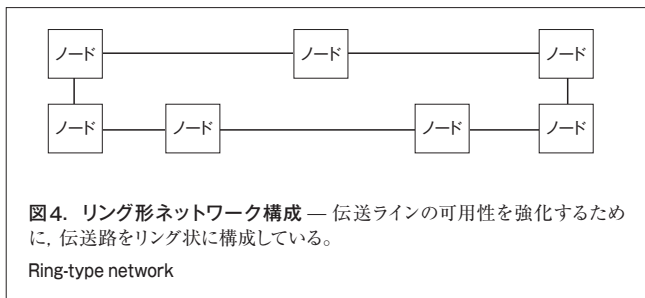 ノード ノード ノード
ノード ノード ノード ノード
図4. リング形ネットワーク構成 — 伝送ラインの可用性を強化するため
に，伝送路をリング状に構成している。
Ring-type network